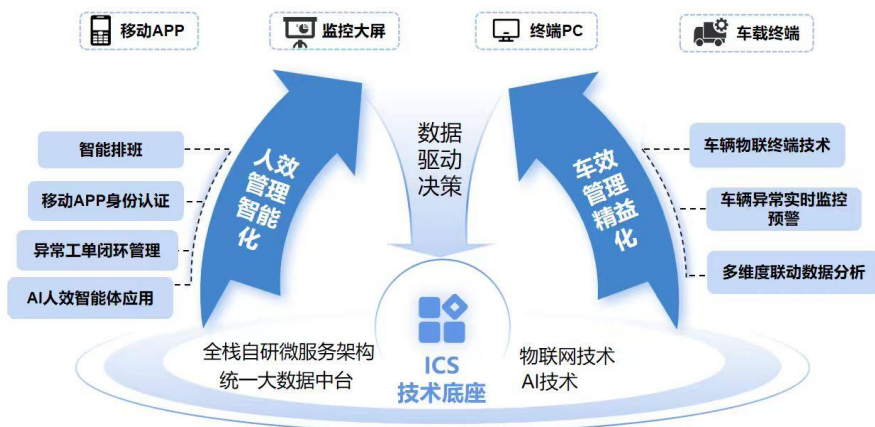 移动APP
监控大屏
终端PC
车载终端
智能排班
移动APP身份认证
异常工单闭环管理
AI人效智能体应用
人效
管理
智能
化
数据
驱动
决策
车效
管理
精益
化
车辆物联终端技术
车辆异常实时监控
预警
多维度联动数据分析
全栈自研微服务架构
统一大数据中台
ICS
技术底座
物联网技术
AI技术